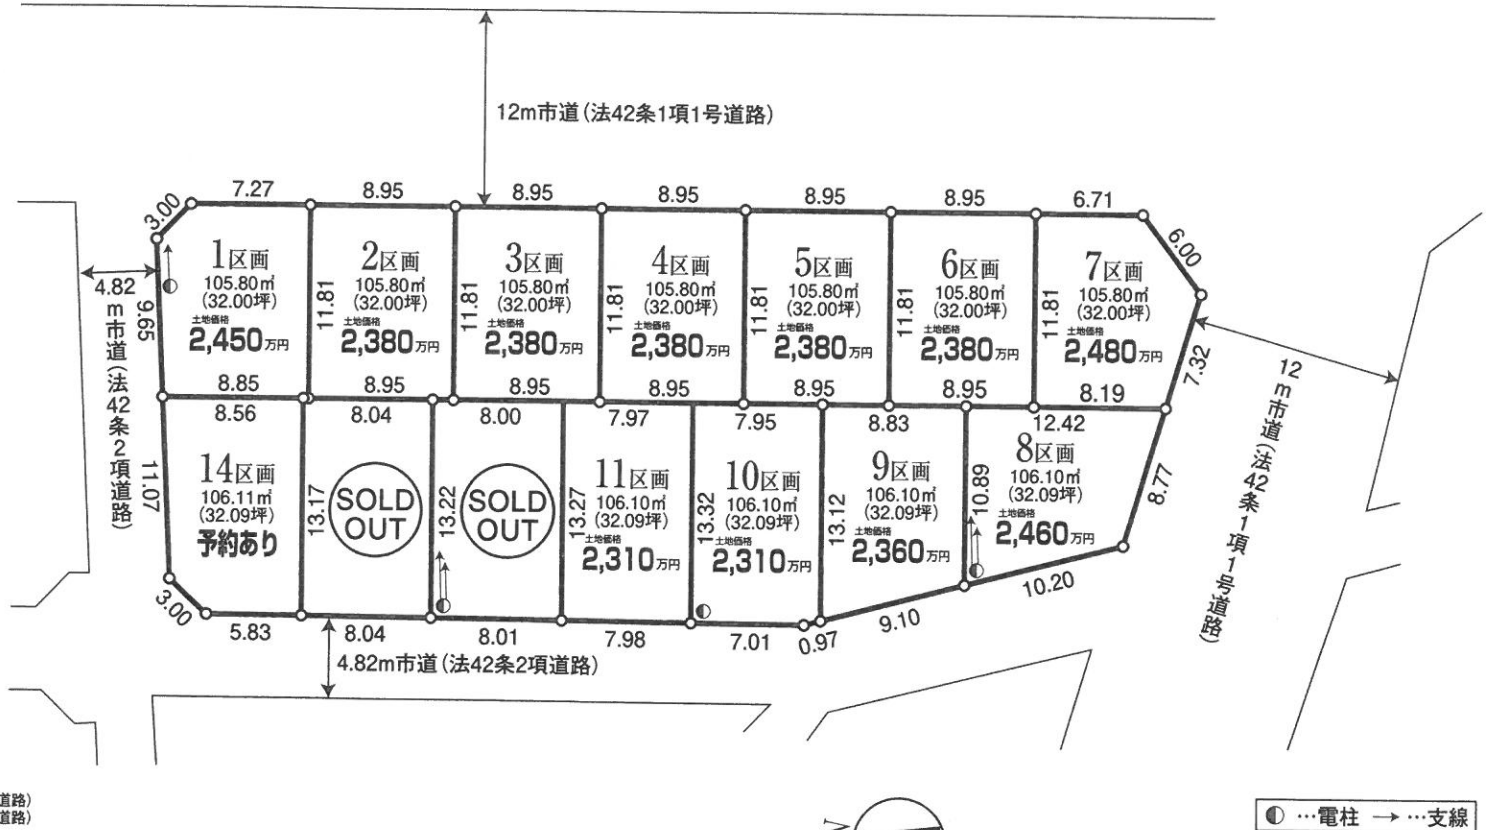 12m市道(法42条1項1号道路)
7.27
8.95
8.95
8.95
8.95
8.95
6.71
3.00
6.00
1区画
105.80㎡
(32.00坪)
土地価格
2,450万円
11.81
2区画
105.80㎡
(32.00坪)
土地価格
2,380万円
11.81
3区画
105.80㎡
(32.00坪)
土地価格
2,380万円
11.81
4区画
105.80㎡
(32.00坪)
土地価格
2,380万円
11.81
5区画
105.80㎡
(32.00坪)
土地価格
2,380万円
11.81
6区画
105.80㎡
(32.00坪)
土地価格
2,380万円
11.81
7区画
105.80㎡
(32.00坪)
土地価格
2,480万円
7.32
4.82m市道(法42条2項道路)
9.65
12m市道(法42条1項1号道路)
8.85
8.95
8.95
8.95
8.95
8.95
8.19
8.56
8.04
8.00
7.97
7.95
8.83
12.42
11.07
14区画
106.11㎡
(32.09坪)
予約あり
13.17
SOLD
OUT
13.22
SOLD
OUT
13.27
11区画
106.10㎡
(32.09坪)
土地価格
2,310万円
13.32
10区画
106.10㎡
(32.09坪)
土地価格
2,310万円
13.12
9区画
106.10㎡
(32.09坪)
土地価格
2,360万円
10.89
8区画
106.10㎡
(32.09坪)
土地価格
2,460万円
8.77
3.00
5.83
8.04
8.01
7.98
7.01
0.97
9.10
10.20
4.82m市道(法42条2項道路)
道路)
道路)
…電柱 → …支線